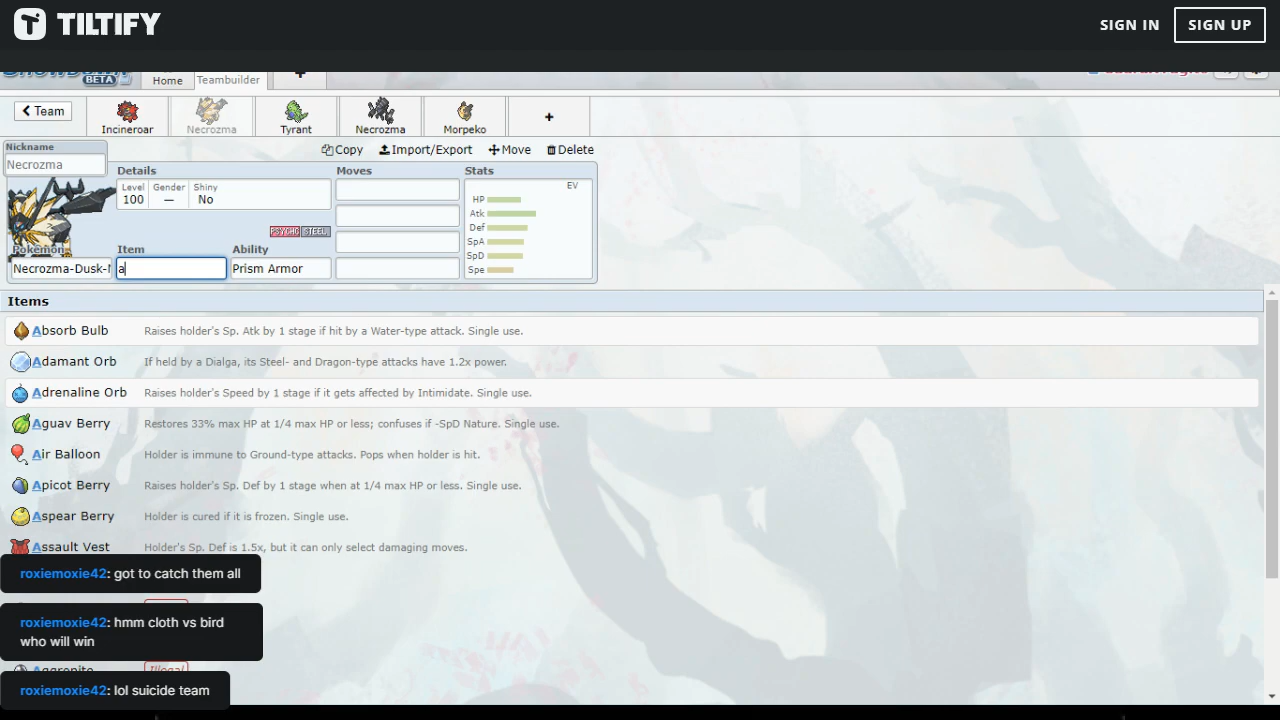 TILTIFY
SIGN IN
SIGN UP
BETA
Home
Teambuilder
+
Team
Incineroar
Necrozma
Tyrant
Necrozma
Morpeko
+
Nickname
Necrozma
Copy
Import/Export
Move
Delete
Details
Moves
Stats
Level
Gender
Shiny
100
—
No
EV
HP
Atk
Def
SpA
SpD
Spe
PSYCHC STEEL
Pokémon
Item
Ability
Necrozma-Dusk-
a
Prism Armor
Items
Absorb Bulb Raises holder's Sp. Atk by 1 stage if hit by a Water-type attack. Single use.
Adamant Orb If held by a Dialga, its Steel- and Dragon-type attacks have 1.2x power.
Adrenaline Orb Raises holder's Speed by 1 stage if it gets affected by Intimidate. Single use.
Aguav Berry Restores 33% max HP at 1/4 max HP or less; confuses if -SpD Nature. Single use.
Air Balloon Holder is immune to Ground-type attacks. Pops when holder is hit.
Apicot Berry Raises holder's Sp. Def by 1 stage when at 1/4 max HP or less. Single use.
Aspear Berry Holder is cured if it is frozen. Single use.
Assault Vest Holder's Sp. Def is 1.5x, but it can only select damaging moves.
roxiemoxie42: got to catch them all
roxiemoxie42: hmm cloth vs bird
who will win
Aggronite Illegal
roxiemoxie42: lol suicide team